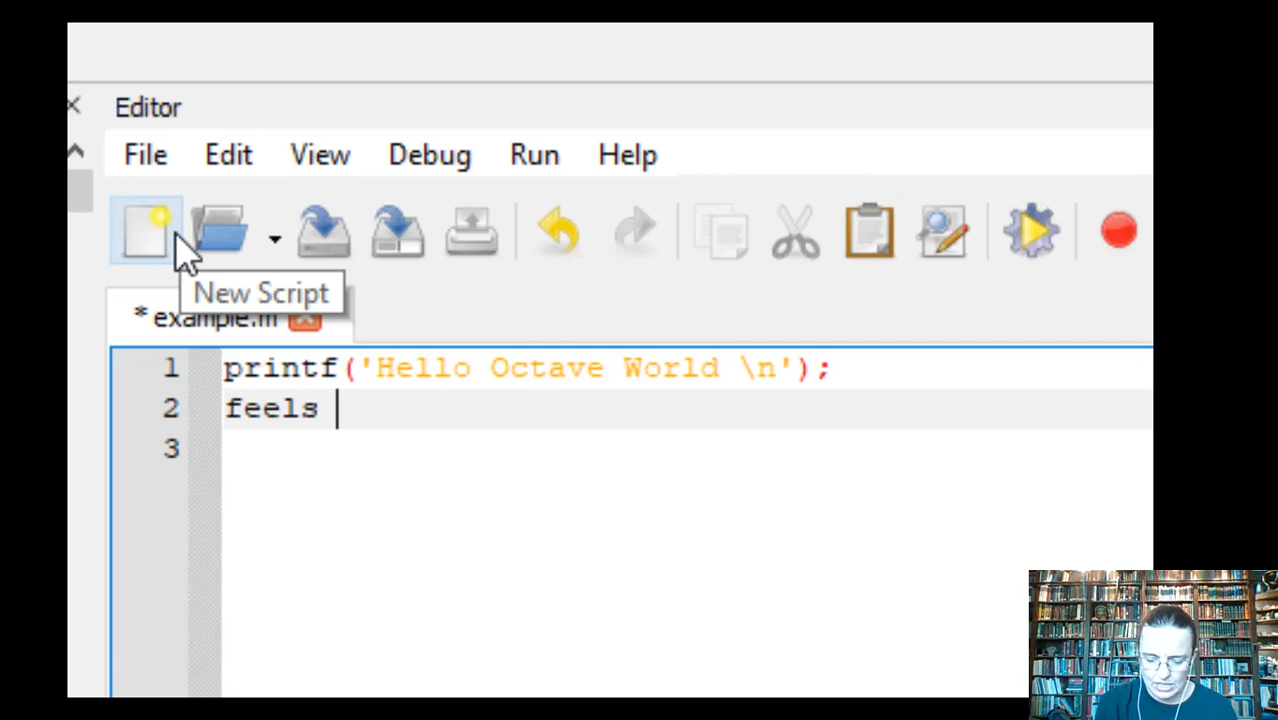 Editor
File Edit View Debug Run Help
New Script
* example.m
1 printf('Hello Octave World \n');
2 feels
3